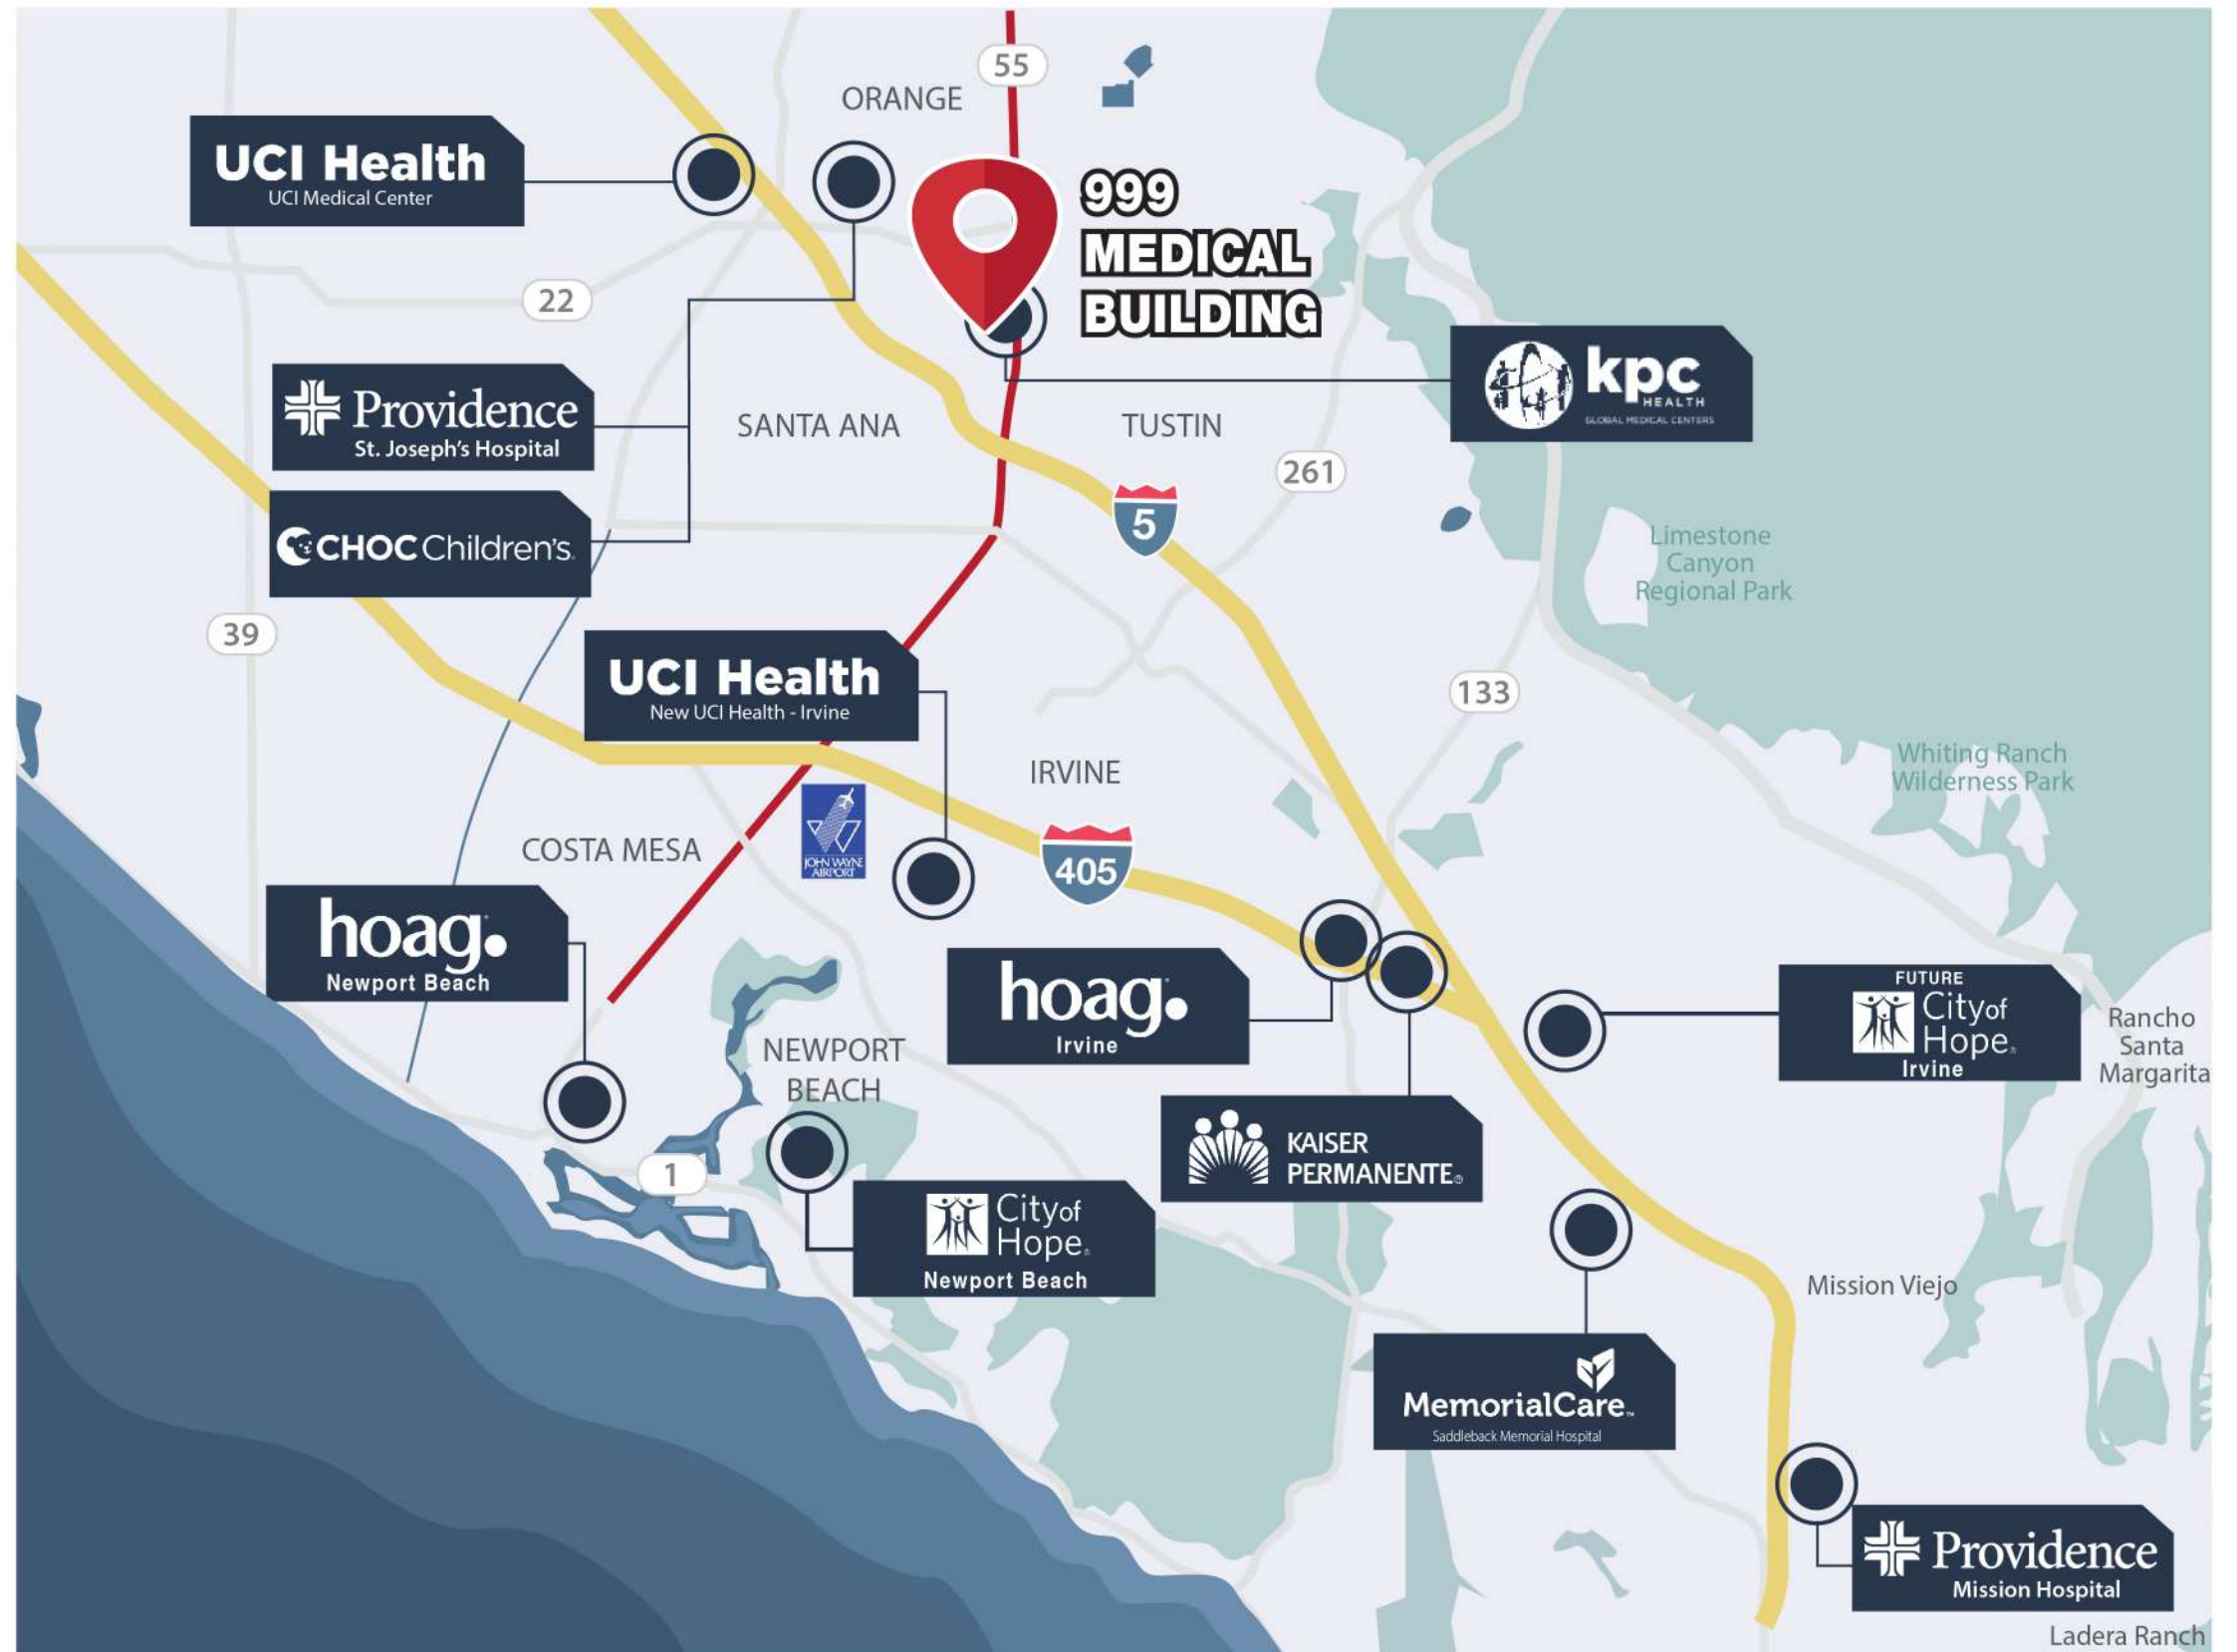 55
ORANGE
UCI Health
UCI Medical Center
999
MEDICAL
BUILDING
22
kpc
HEALTH
GLOBAL MEDICAL CENTERS
Providence
St. Joseph's Hospital
SANTA ANA
TUSTIN
261
CHOC Children's.
5
Limestone
Canyon
Regional Park
39
UCI Health
New UCI Health - Irvine
133
IRVINE
Whiting Ranch
Wilderness Park
COSTA MESA
JOHN WAYNE
AIRPORT
405
hoag.
Newport Beach
hoag.
Irvine
FUTURE
City of
Hope®
Irvine
Rancho
Santa
Margarita
NEWPORT
BEACH
KAISER
PERMANENTE®
1
City of
Hope®
Newport Beach
Mission Viejo
MemorialCare™
Saddleback Memorial Hospital
Providence
Mission Hospital
Ladera Ranch